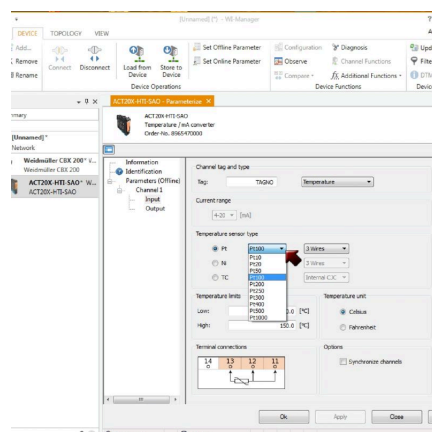 [Unnamed] (*) - WI-Manager
DEVICE TOPOLOGY VIEW
Add...
Remove
Rename
Connect Disconnect
Load from Device
Store to Device
Set Offline Parameter
Set Online Parameter
Device Operations
Configuration
Observe
Compare
Diagnosis
Channel Functions
Additional Functions
Device Functions
ACT20X-HTI-SAO - Parameterize
ACT20X-HTI-SAO
Temperature / mA converter
Order-No. 8965470000
[Unnamed]*
Network
Weidmüller CBX 200* W...
Weidmüller CBX 200
ACT20X-HTI-SAO* W...
ACT20X-HTI-SAO
Information
Identification
Parameters (Offline)
Channel 1
Input
Output
Channel tag and type
Tag: TAGNO Temperature
Current range
4-20 [mA]
Temperature sensor type
Pt Pt100 3 Wires
Ni 3 Wires
TC Internal CJC
Pt10
Pt20
Pt50
Pt100
Pt200
Pt250
Pt300
Pt400
Pt500
Pt1000
Temperature limits
Low: [°C]
High: 150.0 [°C]
Temperature unit
Celsius
Fahrenheit
Terminal connections
14 13 12 11
Options
Synchronize channels
Ok Apply Close